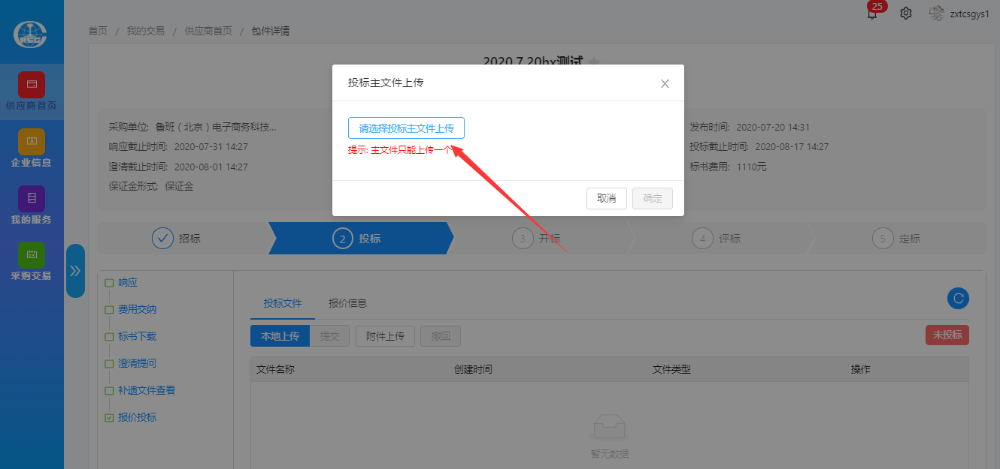 25
zxtcsgys1
首页 / 我的交易 / 供应商首页 / 包件详情
2020.7.20hx测试
供应商首页
企业信息
我的服务
采购交易
投标主文件上传
请选择投标主文件上传
提示: 主文件只能上传一个
取消 确定
采购单位: 鲁班（北京）电子商务科技...
发布时间: 2020-07-20 14:31
响应截止时间: 2020-07-31 14:27
投标截止时间: 2020-08-17 14:27
澄清截止时间: 2020-08-01 14:27
标书费用: 1110元
保证金形式: 保证金
招标 2 投标 3 开标 4 评标 5 定标
响应
费用交纳
标书下载
澄清提问
补遗文件查看
报价投标
投标文件 报价信息
本地上传 提交 附件上传 撤回 未投标
文件名称 创建时间 文件类型 操作
暂无数据